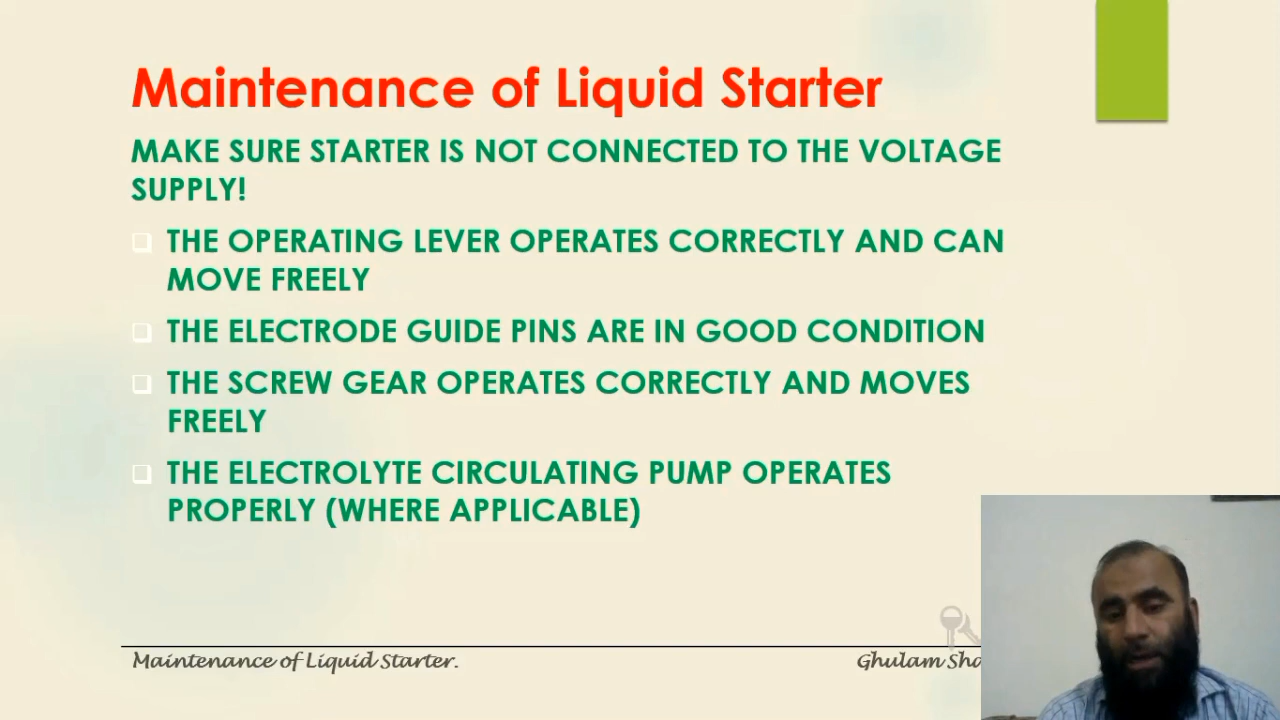 Maintenance of Liquid Starter
MAKE SURE STARTER IS NOT CONNECTED TO THE VOLTAGE
SUPPLY!
THE OPERATING LEVER OPERATES CORRECTLY AND CAN
MOVE FREELY
THE ELECTRODE GUIDE PINS ARE IN GOOD CONDITION
THE SCREW GEAR OPERATES CORRECTLY AND MOVES
FREELY
THE ELECTROLYTE CIRCULATING PUMP OPERATES
PROPERLY (WHERE APPLICABLE)
Maintenance of Liquid Starter.
Ghulam